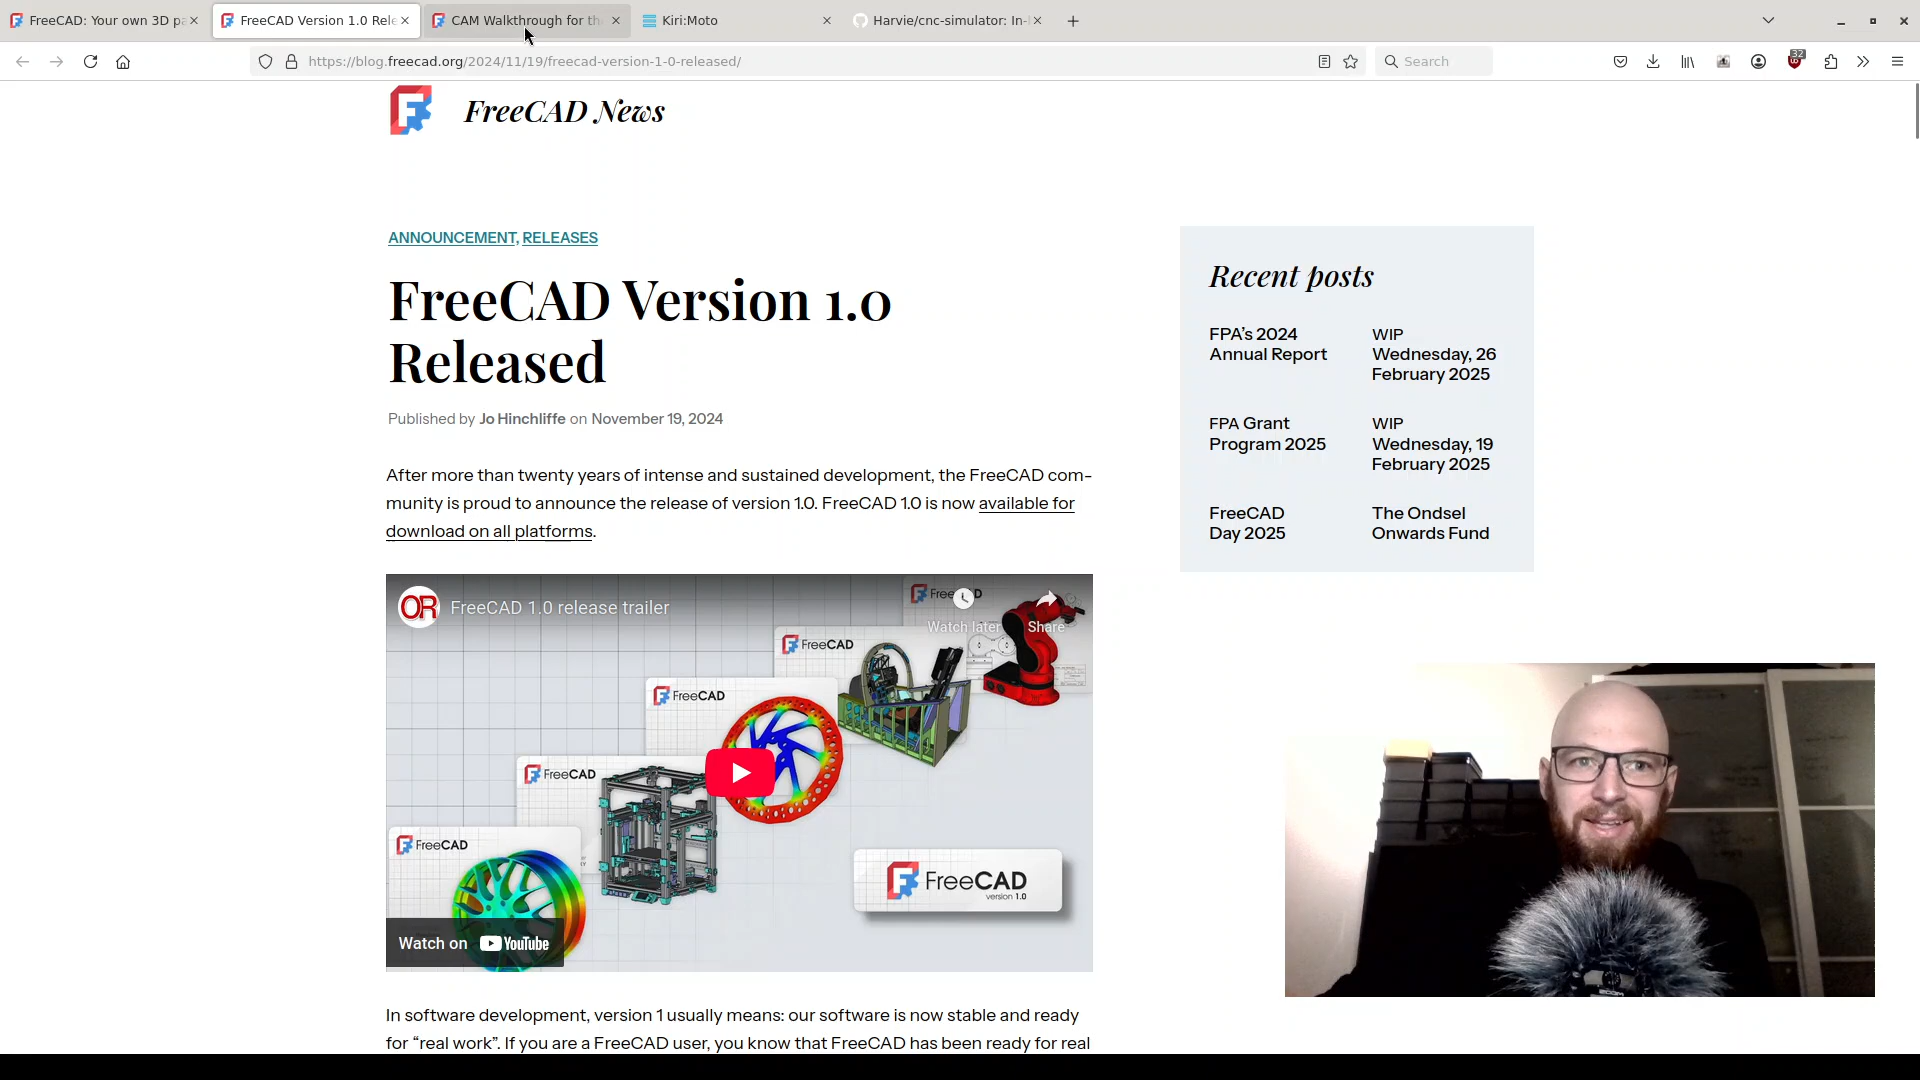 FreeCAD: Your own 3D pa
FreeCAD Version 1.0 Rele
CAM Walkthrough for the
Kiri:Moto
Harvie/cnc-simulator: In-
https://blog.freecad.org/2024/11/19/freecad-version-1-0-released/
Search
32
FreeCAD News
ANNOUNCEMENT, RELEASES
FreeCAD Version 1.0
Released
Published by Jo Hinchliffe on November 19, 2024
After more than twenty years of intense and sustained development, the FreeCAD com-
munity is proud to announce the release of version 1.0. FreeCAD 1.0 is now available for
download on all platforms.
OR
FreeCAD 1.0 release trailer
Watch later
Share
FreeCAD
FreeCAD
FreeCAD
FreeCAD
FreeCAD
FreeCAD
version 1.0
Watch on YouTube
In software development, version 1 usually means: our software is now stable and ready
for “real work”. If you are a FreeCAD user, you know that FreeCAD has been ready for real
Recent posts
FPA’s 2024
Annual Report
WIP
Wednesday, 26
February 2025
FPA Grant
Program 2025
WIP
Wednesday, 19
February 2025
FreeCAD
Day 2025
The Ondsel
Onwards Fund
ZOOM